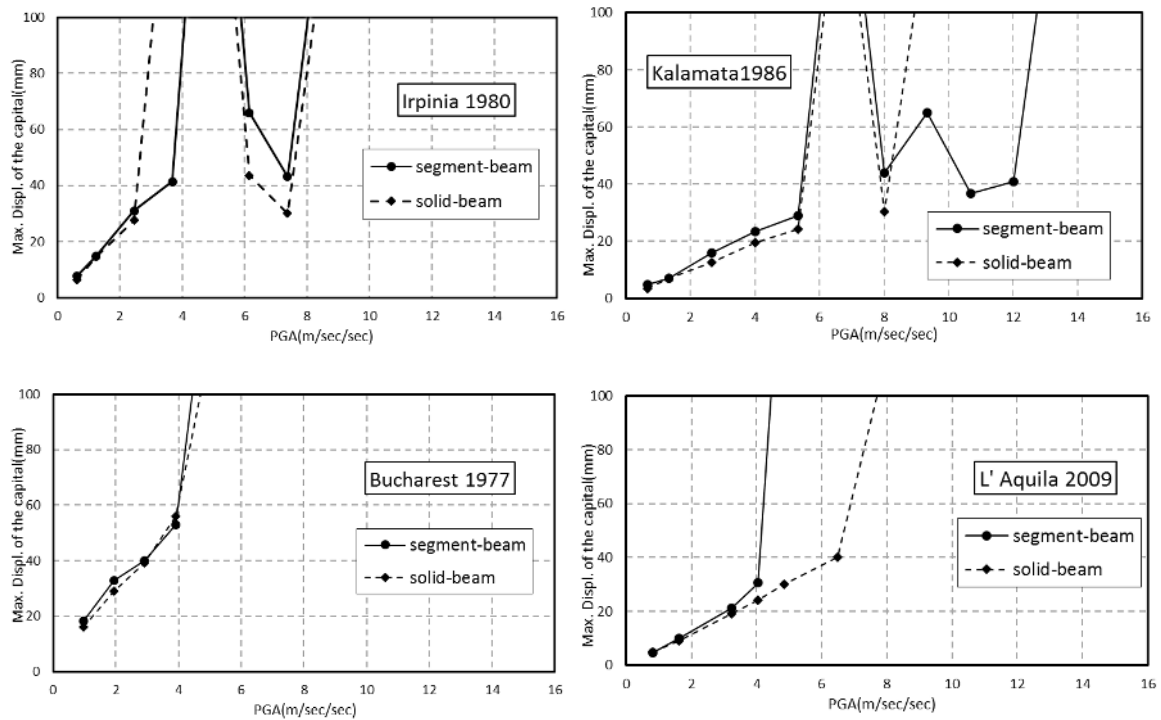 100
80
60
40
20
0
Max. Displ. of the capital(mm)
Irpinia 1980
segment-beam
solid-beam
0 2 4 6 8 10 12 14 16
PGA(m/sec/sec)
100
80
60
40
20
0
Max. Displ. of the capital(mm)
Kalamata1986
segment-beam
solid-beam
0 2 4 6 8 10 12 14 16
PGA(m/sec/sec)
100
80
60
40
20
0
Max. Displ. of the capital(mm)
Bucharest 1977
segment-beam
solid-beam
0 2 4 6 8 10 12 14 16
PGA(m/sec/sec)
100
80
60
40
20
0
Max. Displ. of the capital(mm)
L' Aquila 2009
segment-beam
solid-beam
0 2 4 6 8 10 12 14 16
PGA(m/sec/sec)